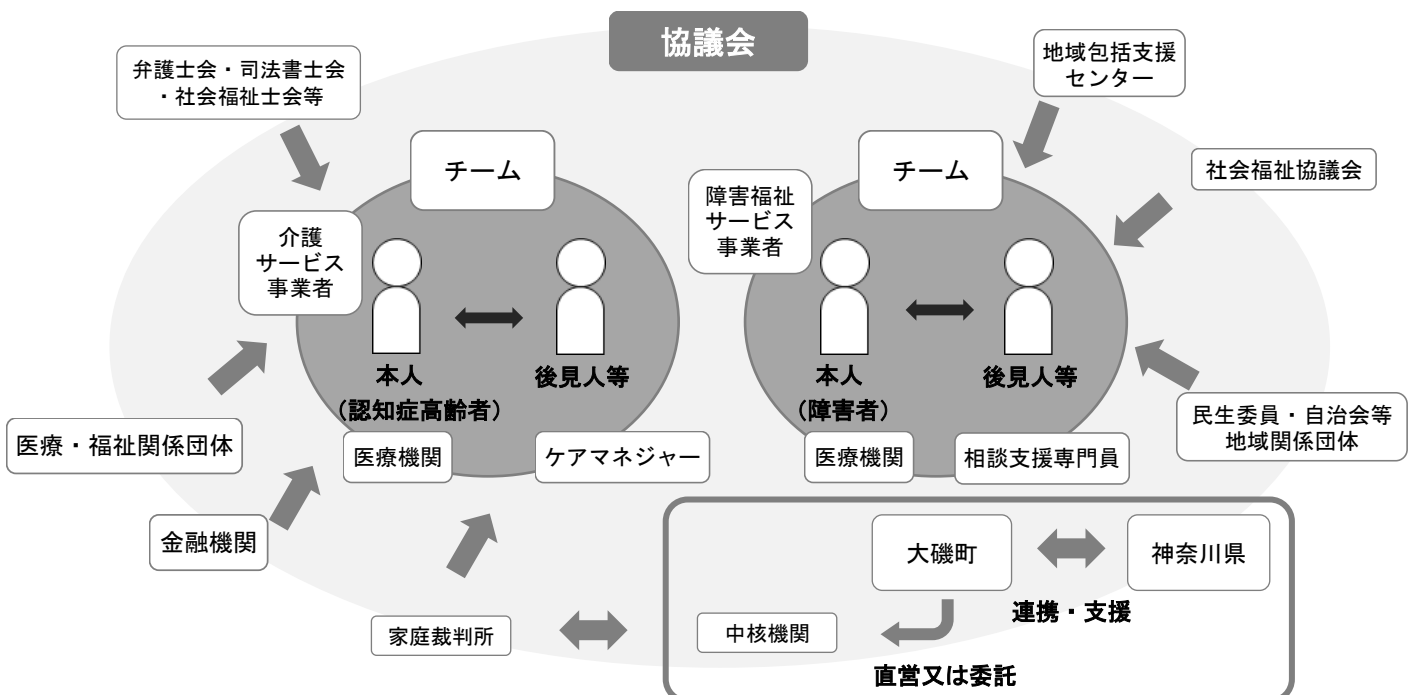 協議会
弁護士会・司法書士会
・社会福祉士会等
地域包括支援
センター
チーム
チーム
社会福祉協議会
障害福祉
サービス
事業者
介護
サービス
事業者
本人
(認知症高齢者)
後見人等
本人
(障害者)
後見人等
医療・福祉関係団体
医療機関
ケアマネジャー
医療機関
相談支援専門員
民生委員・自治会等
地域関係団体
金融機関
大磯町
神奈川県
連携・支援
家庭裁判所
中核機関
直営又は委託